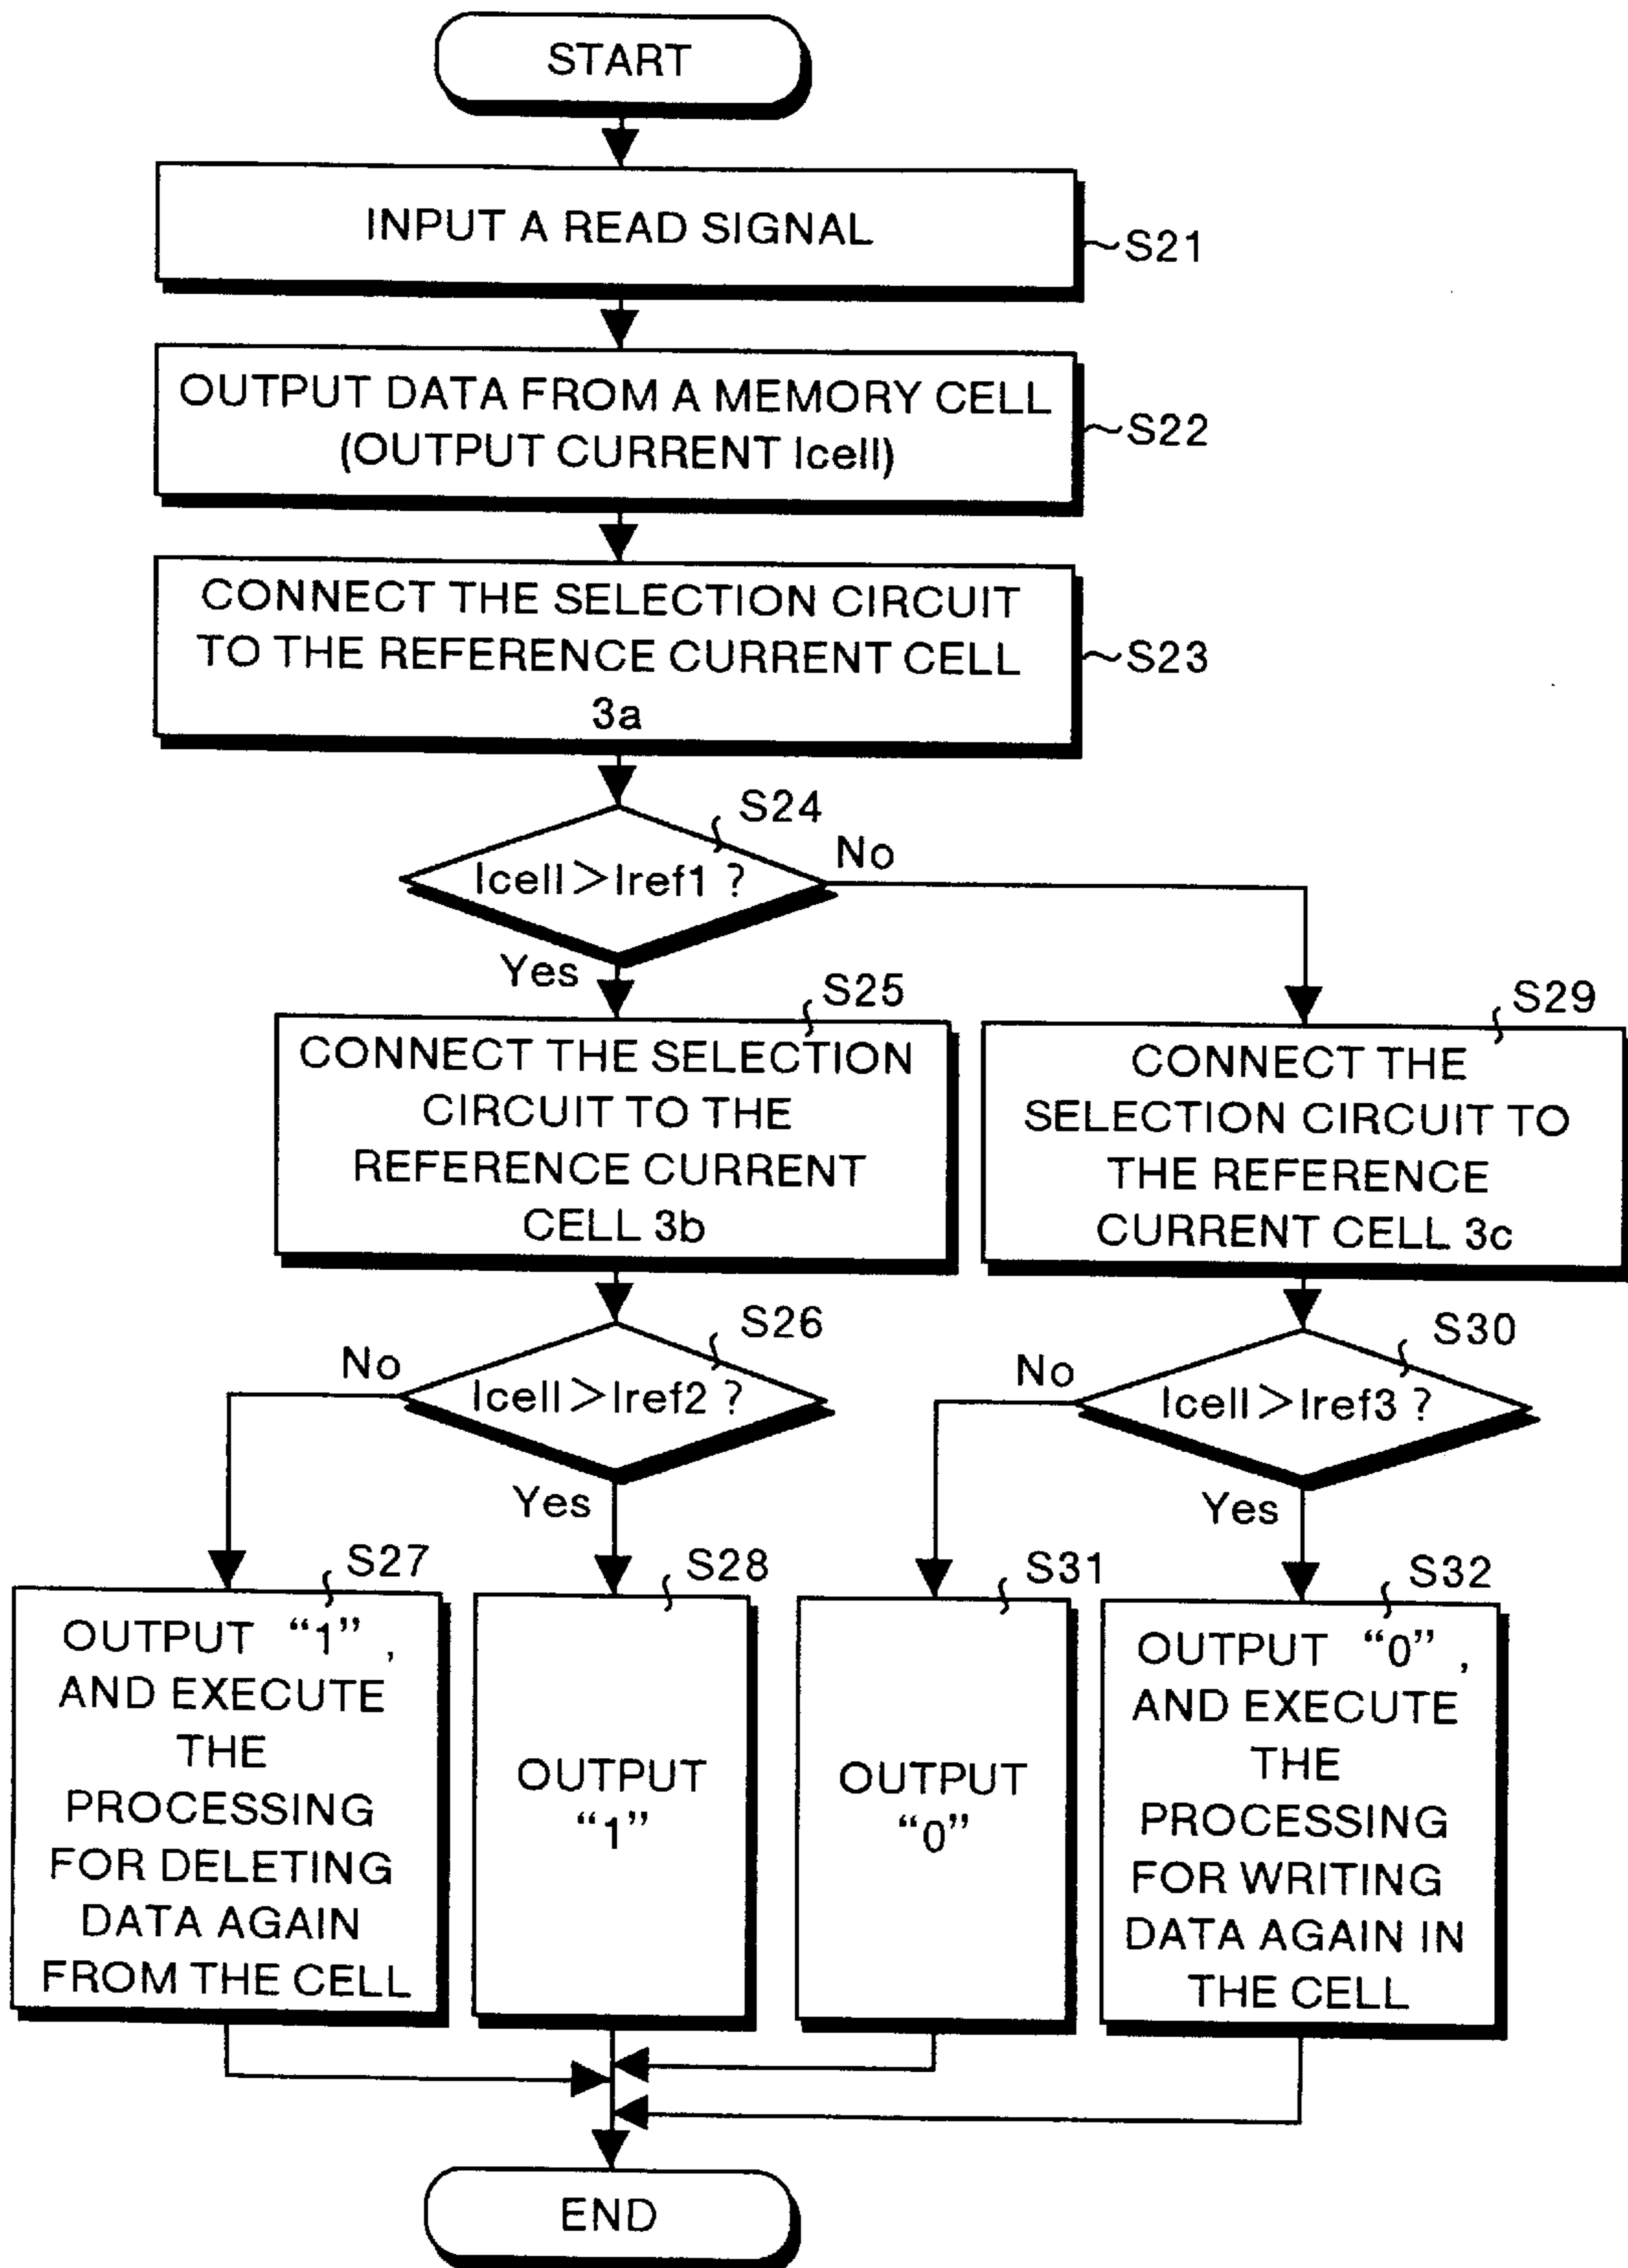 START
INPUT A READ SIGNAL
S21
OUTPUT DATA FROM A MEMORY CELL
(OUTPUT CURRENT Icell)
S22
CONNECT THE SELECTION CIRCUIT
TO THE REFERENCE CURRENT CELL
3a
S23
S24
Icell＞Iref1 ?
No
Yes
S25
CONNECT THE SELECTION
CIRCUIT TO THE
REFERENCE CURRENT
CELL 3b
S29
CONNECT THE
SELECTION CIRCUIT TO
THE REFERENCE
CURRENT CELL 3c
S26
Icell＞Iref2 ?
No
Yes
S30
Icell＞Iref3 ?
No
Yes
S27
OUTPUT “1”,
AND EXECUTE
THE
PROCESSING
FOR DELETING
DATA AGAIN
FROM THE CELL
S28
OUTPUT
“1”
S31
OUTPUT
“0”
S32
OUTPUT “0”,
AND EXECUTE
THE
PROCESSING
FOR WRITING
DATA AGAIN IN
THE CELL
END